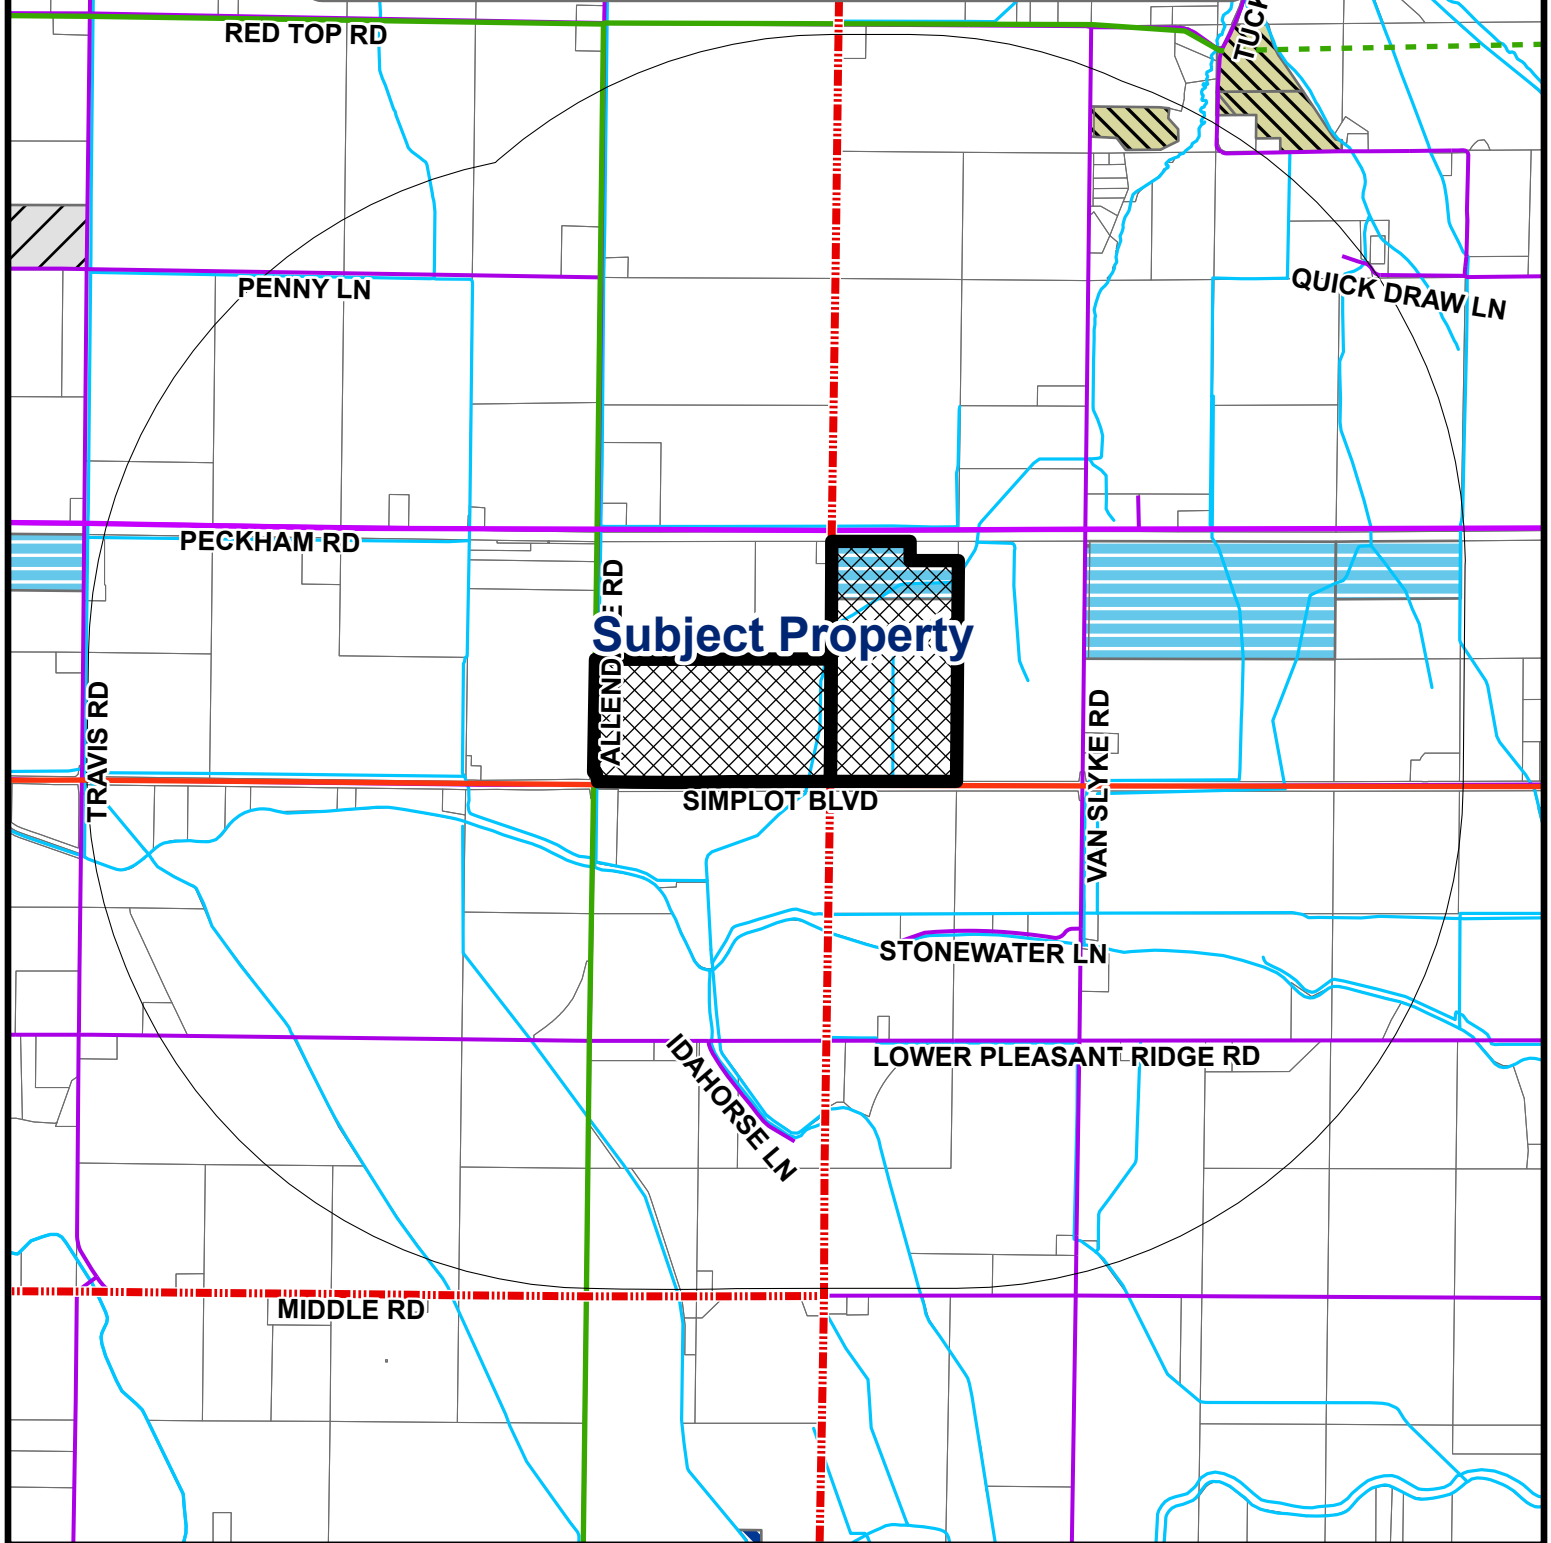 RED TOP RD
TUCK
PENNY LN
QUICK DRAW LN
PECKHAM RD
Subject Property
TRAVIS RD
VAN SLYKE RD
SIMPLOT BLVD
STONEWATER LN
IDAHORSE LN
LOWER PLEASANT RIDGE RD
MIDDLE RD